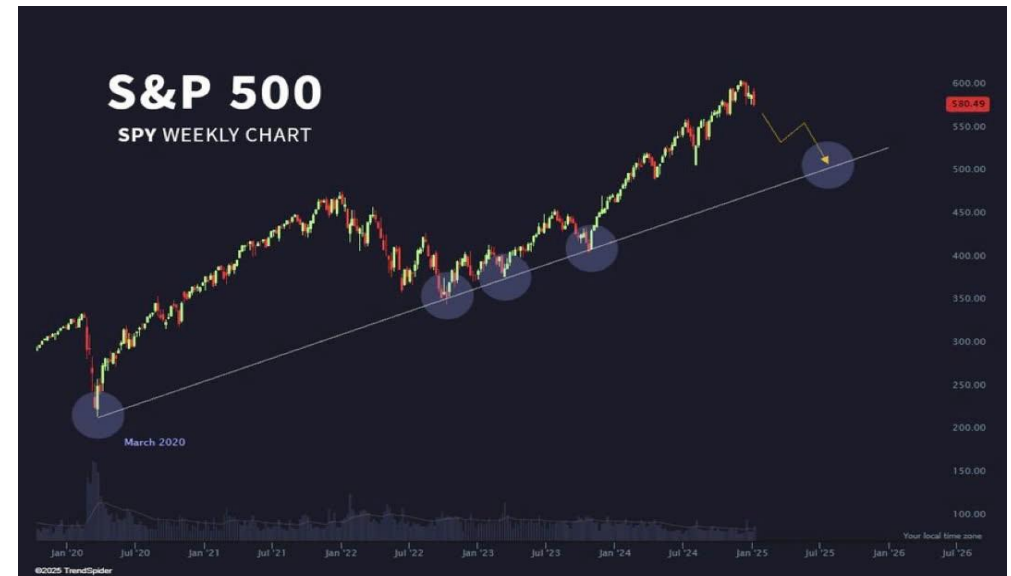 S&P 500
SPY WEEKLY CHART
600.00
580.49
550.00
500.00
450.00
400.00
350.00
300.00
250.00
200.00
150.00
100.00
March 2020
Your local time zone
Jan '20 Jul '20 Jan '21 Jul '21 Jan '22 Jul '22 Jan '23 Jul '23 Jan '24 Jul '24 Jan '25 Jul '25 Jan '26 Jul '26
©2025 TrendSpider